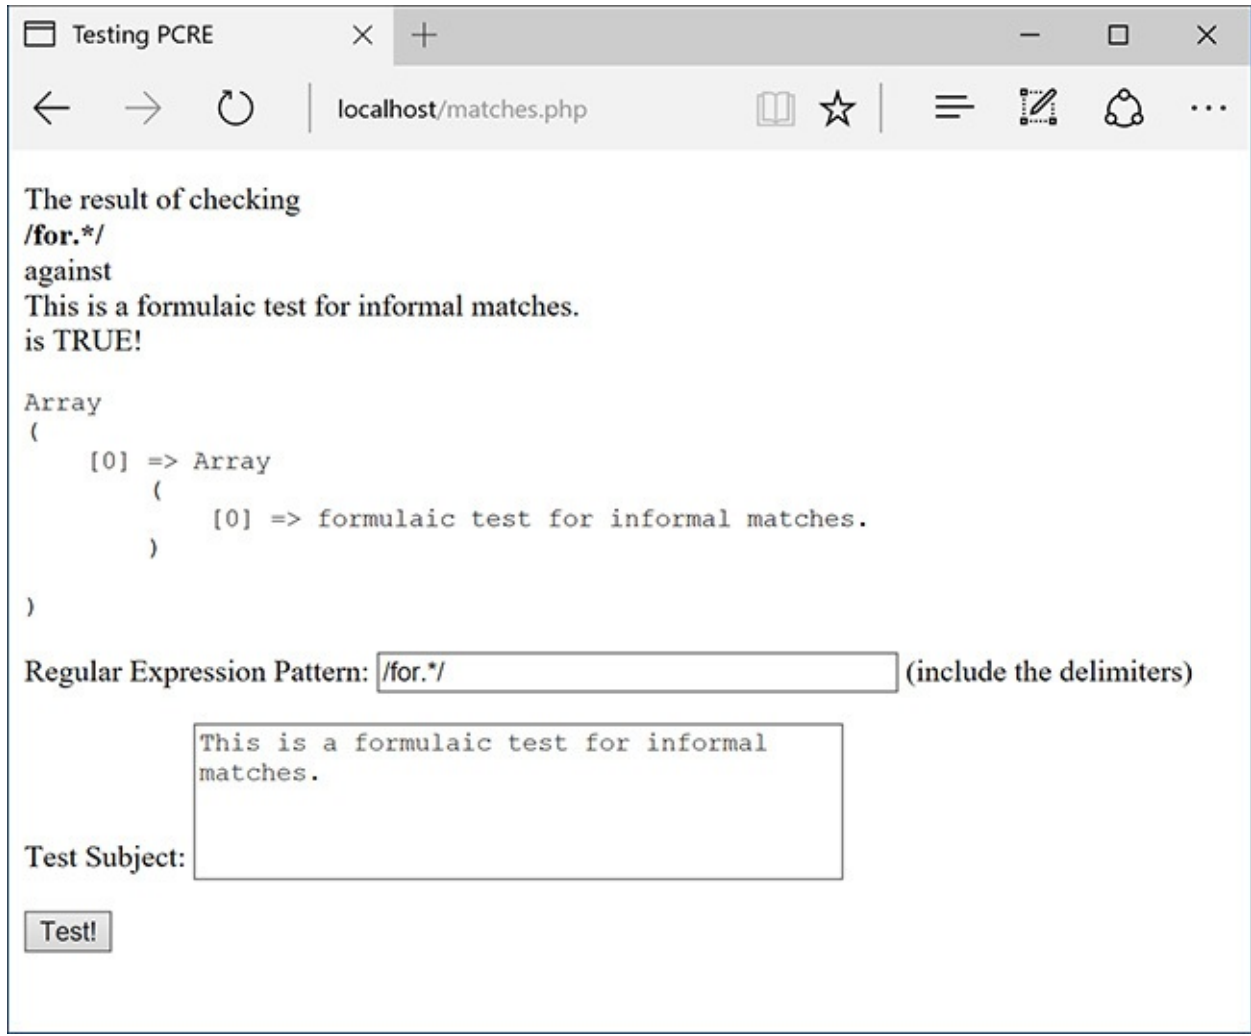 Testing PCRE
localhost/matches.php
The result of checking
/for.*/
against
This is a formulaic test for informal matches.
is TRUE!
Array
(
    [0] => Array
        (
            [0] => formulaic test for informal matches.
        )

)
Regular Expression Pattern: /for.*/ (include the delimiters)
This is a formulaic test for informal
matches.
Test Subject:
Test!